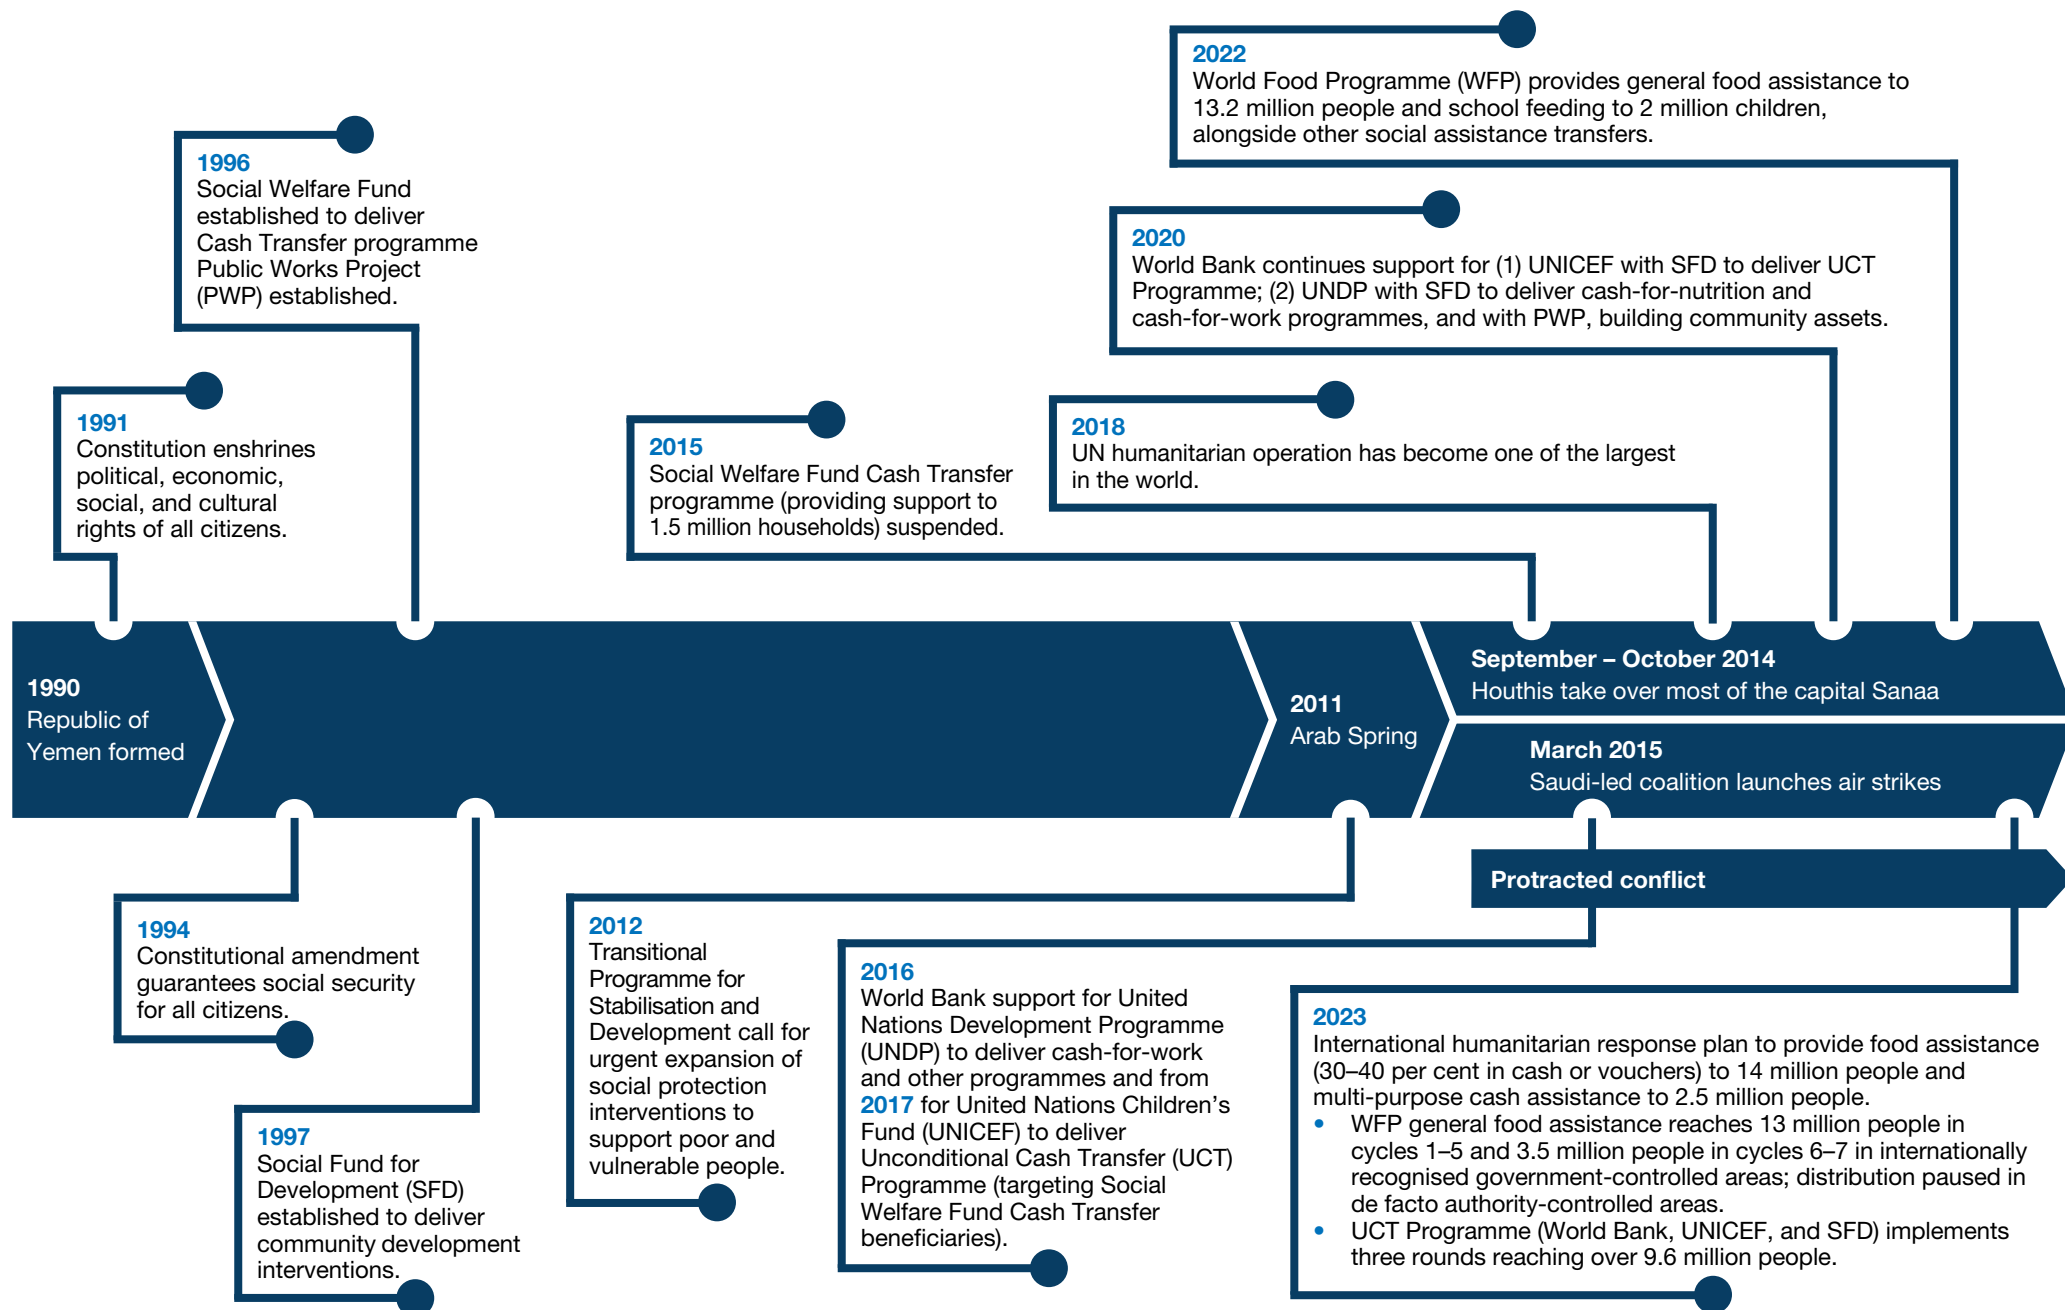 2022
World Food Programme (WFP) provides general food assistance to
13.2 million people and school feeding to 2 million children,
alongside other social assistance transfers.
1996
Social Welfare Fund
established to deliver
Cash Transfer programme
Public Works Project
(PWP) established.
2020
World Bank continues support for (1) UNICEF with SFD to deliver UCT
Programme; (2) UNDP with SFD to deliver cash-for-nutrition and
cash-for-work programmes, and with PWP, building community assets.
1991
Constitution enshrines
political, economic,
social, and cultural
rights of all citizens.
2015
Social Welfare Fund Cash Transfer
programme (providing support to
1.5 million households) suspended.
2018
UN humanitarian operation has become one of the largest
in the world.
1990
Republic of
Yemen formed
2011
Arab Spring
September – October 2014
Houthis take over most of the capital Sanaa
March 2015
Saudi-led coalition launches air strikes
Protracted conflict
1994
Constitutional amendment
guarantees social security
for all citizens.
1997
Social Fund for
Development (SFD)
established to deliver
community development
interventions.
2012
Transitional
Programme for
Stabilisation and
Development call for
urgent expansion of
social protection
interventions to
support poor and
vulnerable people.
2016
World Bank support for United
Nations Development Programme
(UNDP) to deliver cash-for-work
and other programmes and from
2017 for United Nations Children's
Fund (UNICEF) to deliver
Unconditional Cash Transfer (UCT)
Programme (targeting Social
Welfare Fund Cash Transfer
beneficiaries).
2023
International humanitarian response plan to provide food assistance
(30–40 per cent in cash or vouchers) to 14 million people and
multi-purpose cash assistance to 2.5 million people.
• WFP general food assistance reaches 13 million people in
cycles 1–5 and 3.5 million people in cycles 6–7 in internationally
recognised government-controlled areas; distribution paused in
de facto authority-controlled areas.
• UCT Programme (World Bank, UNICEF, and SFD) implements
three rounds reaching over 9.6 million people.